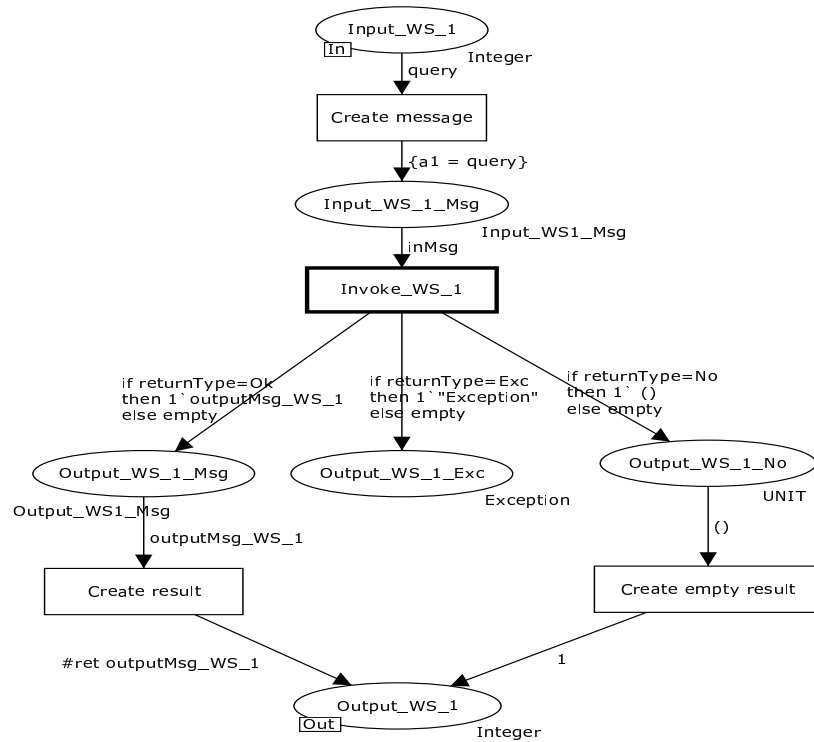 Input_WS_1
In
Integer
query
Create message
{a1 = query}
Input_WS_1_Msg
Input_WS1_Msg
inMsg
Invoke_WS_1
if returnType=Ok
then 1`outputMsg_WS_1
else empty
if returnType=Exc
then 1`"Exception"
else empty
if returnType=No
then 1` ()
else empty
Output_WS_1_Msg
Output_WS1_Msg
Output_WS_1_Exc
Exception
Output_WS_1_No
UNIT
outputMsg_WS_1
()
Create result
Create empty result
#ret outputMsg_WS_1
1
Output_WS_1
Out
Integer